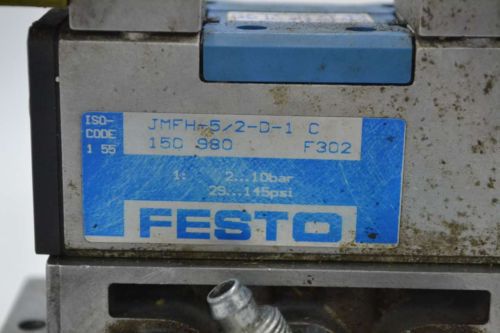 ISO-
CODE
1 55
JMFH-5/2-D-1 C
150 980 F302
1: 2...10bar
29...145psi
FESTO